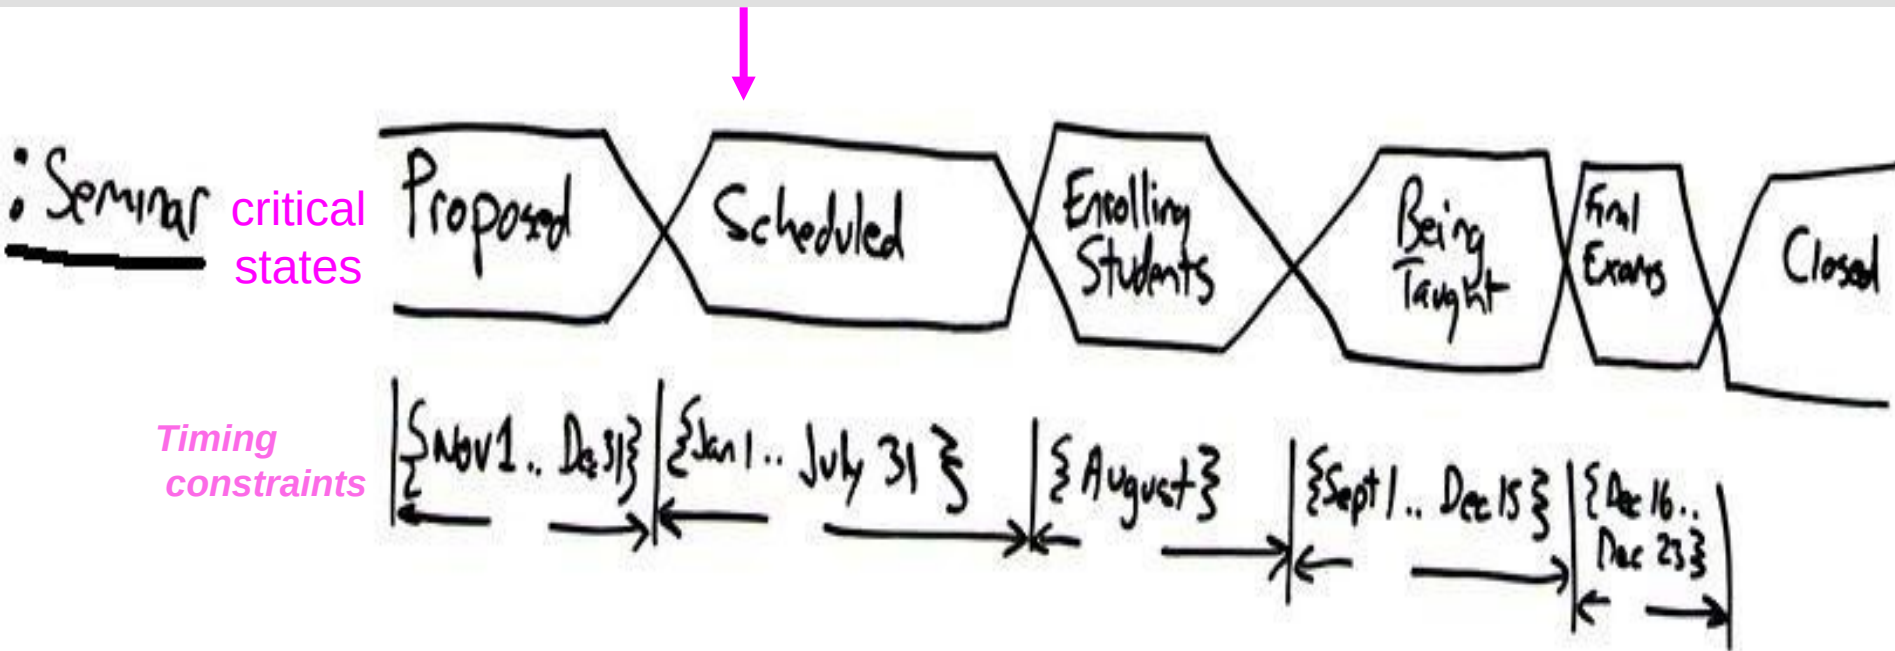 : Seminar
critical
states
Proposed
Scheduled
Enrolling
Students
Being
Taught
Final
Exams
Closed
Timing
constraints
{Nov 1.. Dec 31}
{Jan 1.. July 31}
{August}
{Sept 1.. Dec 15}
{Dec 16..
Dec 23}